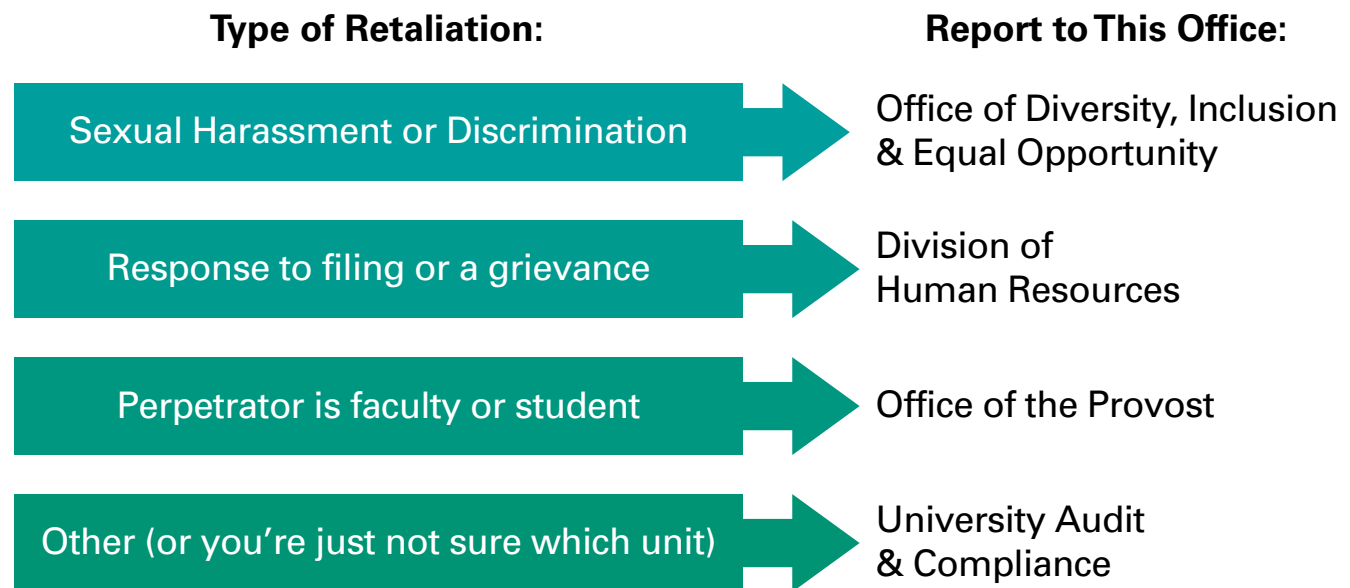 Type of Retaliation:
Report to This Office:
Sexual Harassment or Discrimination
Office of Diversity, Inclusion
& Equal Opportunity
Response to filing or a grievance
Division of
Human Resources
Perpetrator is faculty or student
Office of the Provost
Other (or you’re just not sure which unit)
University Audit
& Compliance